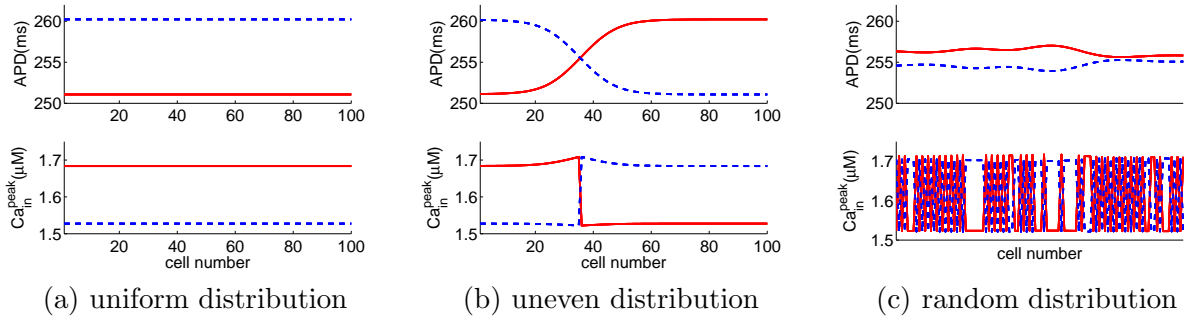 APD(ms)
260
255
250
20 40 60 80 100
Ca_in^peak(μM)
1.7
1.6
1.5
20 40 60 80 100
cell number
(a) uniform distribution
APD(ms)
260
255
250
20 40 60 80 100
Ca_in^peak(μM)
1.7
1.6
1.5
20 40 60 80 100
cell number
(b) uneven distribution
APD(ms)
260
255
250
Ca_in^peak(μM)
1.7
1.6
1.5
cell number
(c) random distribution